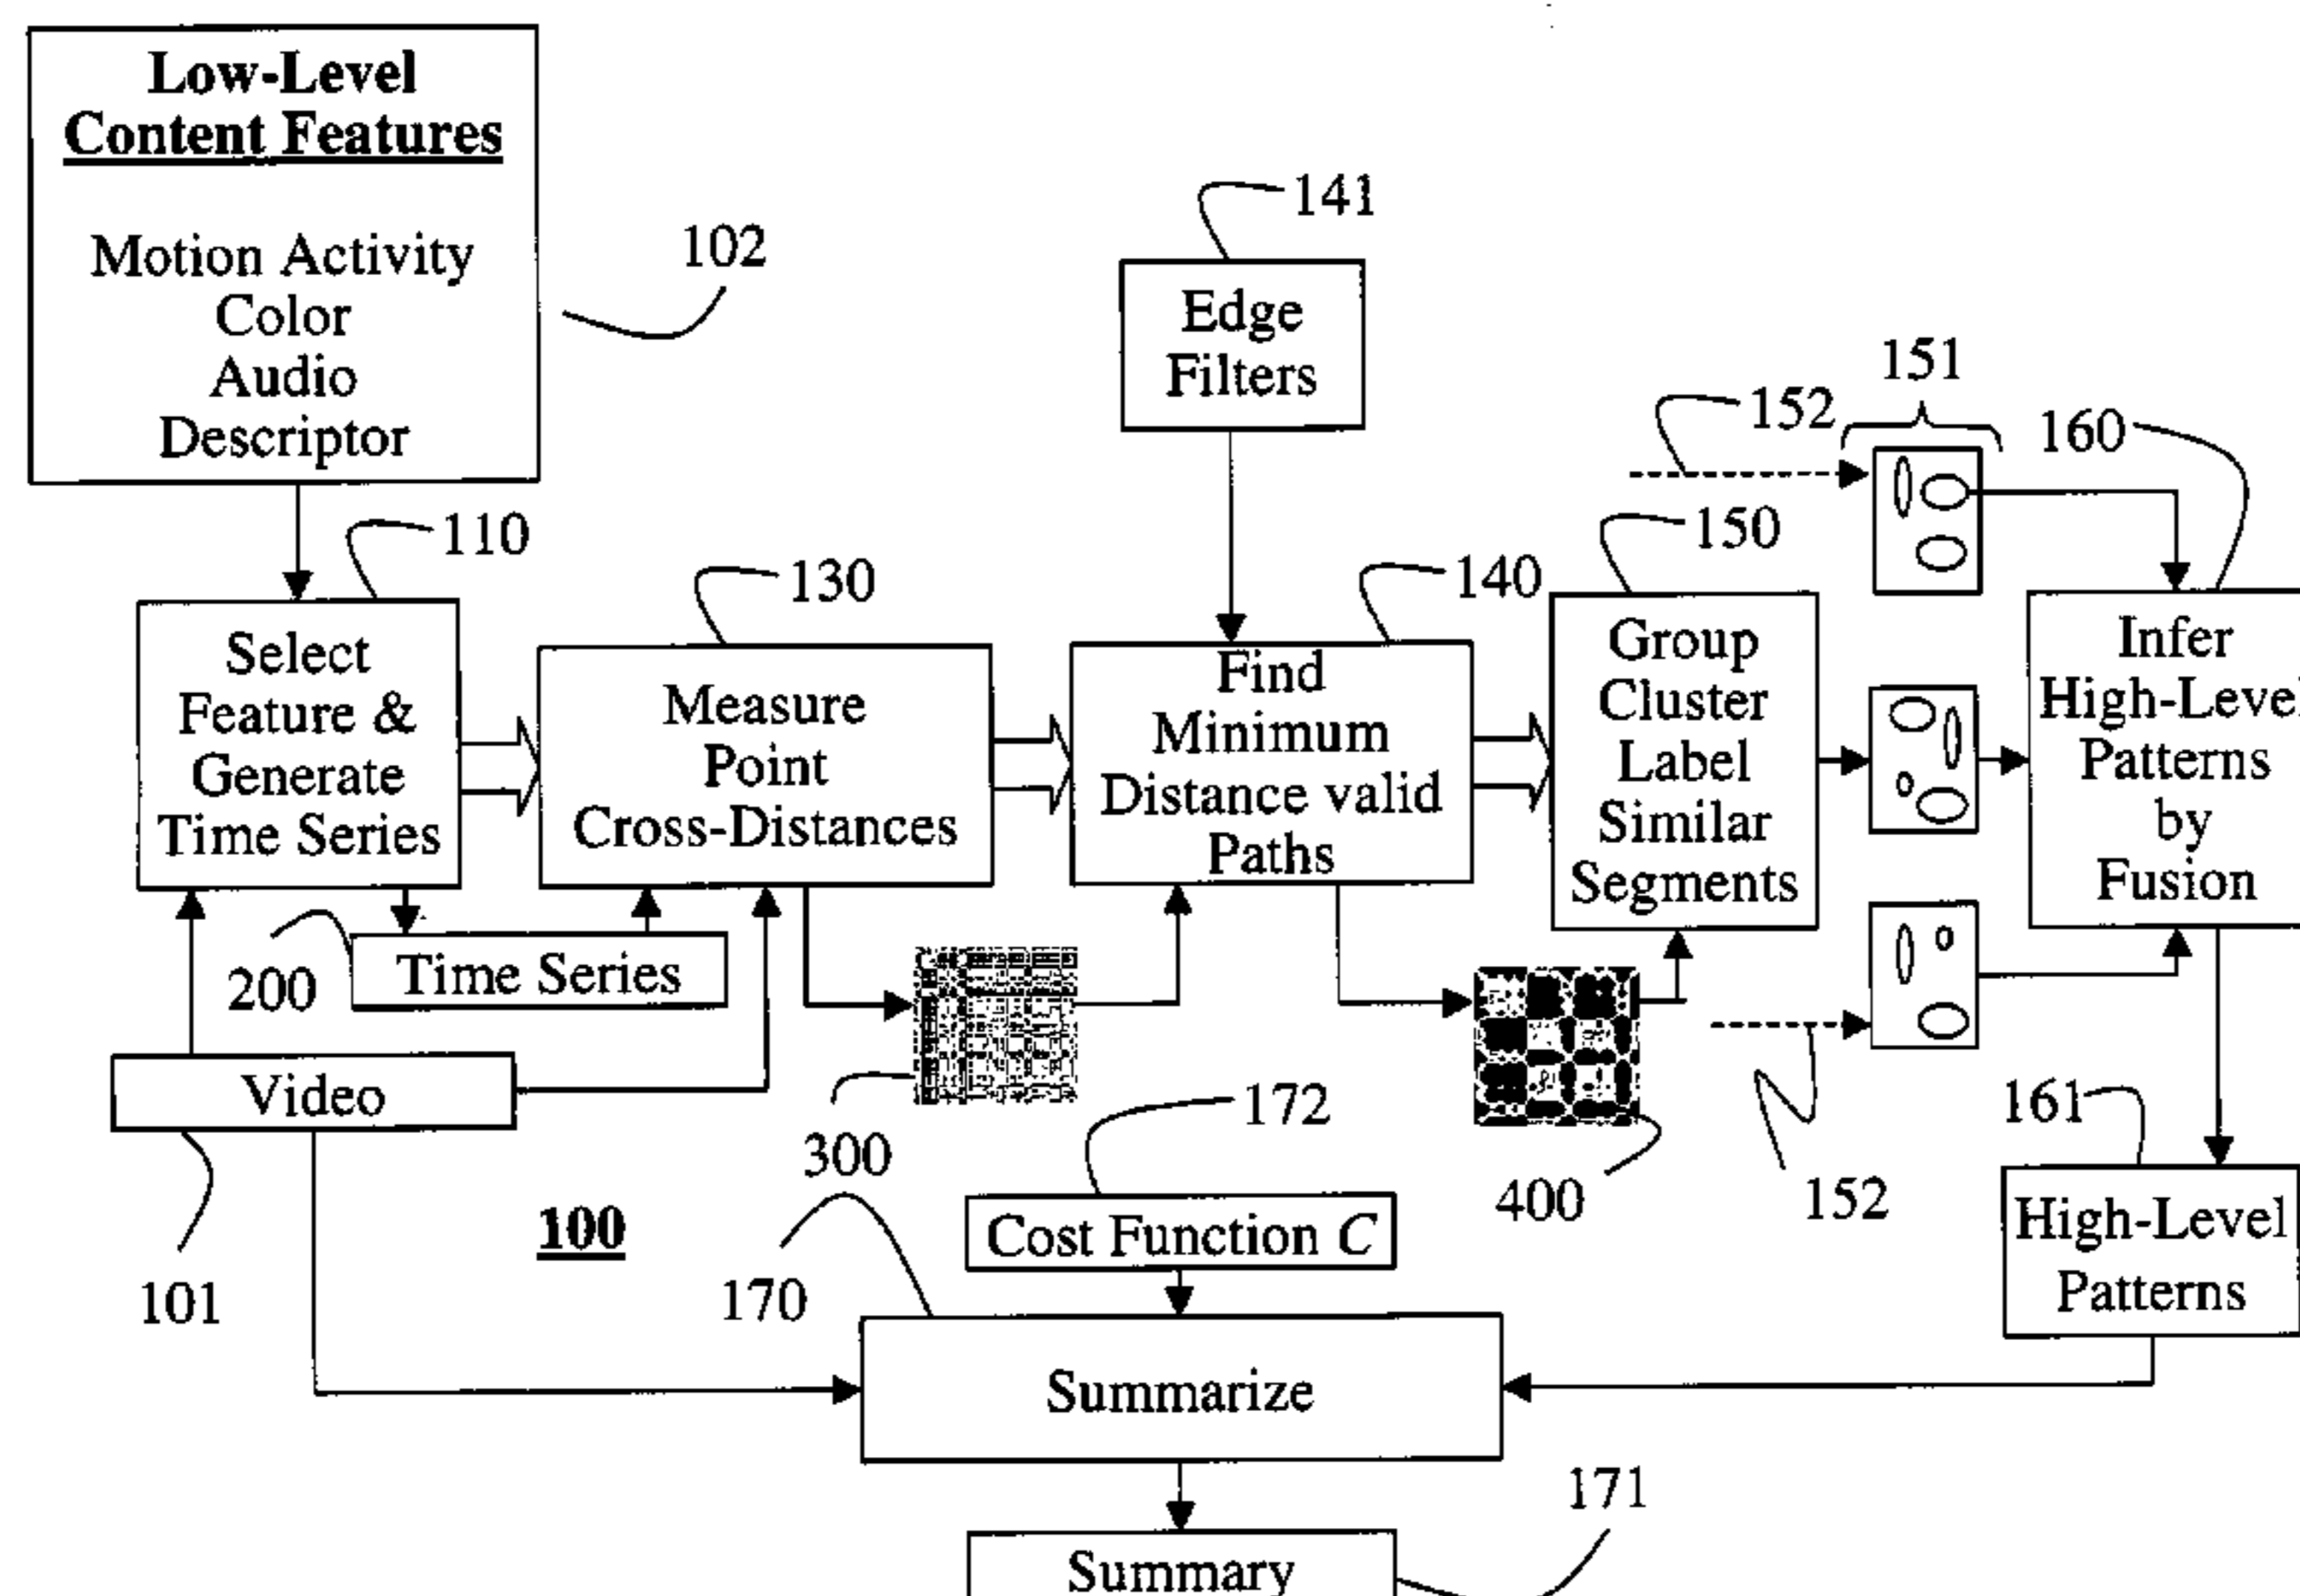 Low-Level
Content Features
Motion Activity
Color
Audio
Descriptor
102
141
Edge
Filters
152
151
160
110
130
140
150
Select
Feature &
Generate
Time Series
Measure
Point
Cross-Distances
Find
Minimum
Distance valid
Paths
Group
Cluster
Label
Similar
Segments
Infer
High-Level
Patterns
by
Fusion
200
Time Series
Video
101
100
300
170
172
Cost Function C
400
152
161
High-Level
Patterns
Summarize
171
Summary